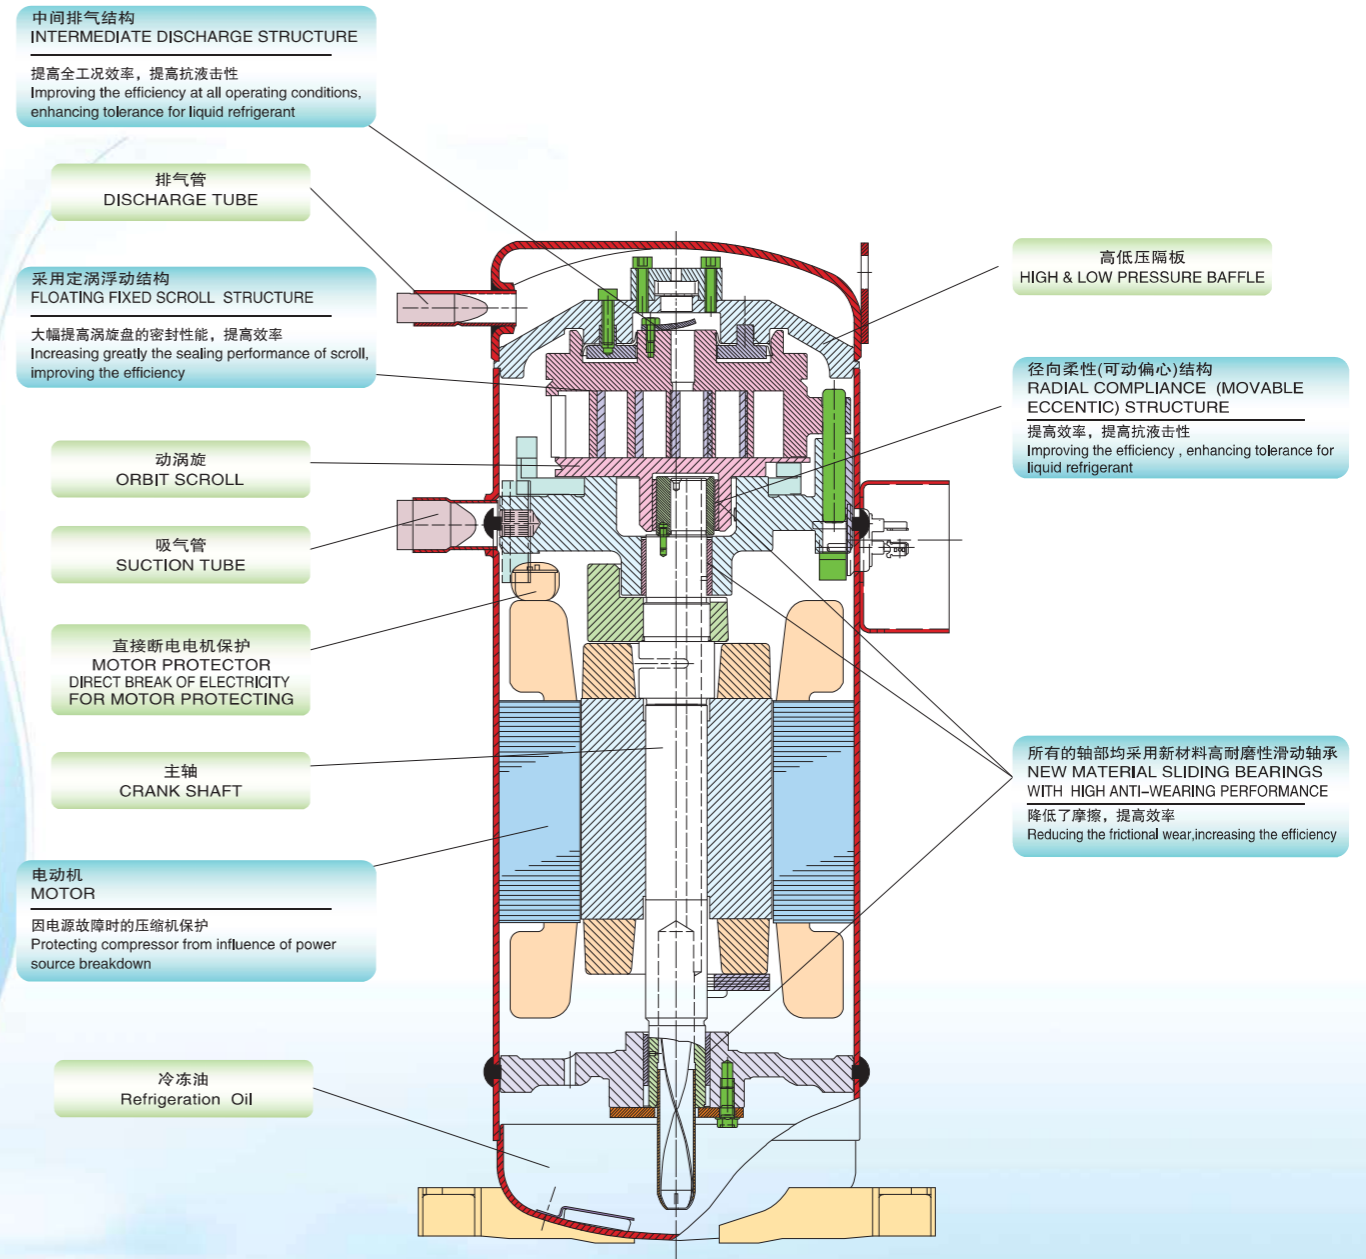 中间排气结构
INTERMEDIATE DISCHARGE STRUCTURE
提高全工况效率，提高抗液击性
Improving the efficiency at all operating conditions,
enhancing tolerance for liquid refrigerant
排气管
DISCHARGE TUBE
采用定涡浮动结构
FLOATING FIXED SCROLL STRUCTURE
大幅提高涡旋盘的密封性能，提高效率
Increasing greatly the sealing performance of scroll,
improving the efficiency
动涡旋
ORBIT SCROLL
吸气管
SUCTION TUBE
直接断电电机保护
MOTOR PROTECTOR
DIRECT BREAK OF ELECTRICITY
FOR MOTOR PROTECTING
主轴
CRANK SHAFT
电动机
MOTOR
因电源故障时的压缩机保护
Protecting compressor from influence of power
source breakdown
冷冻油
Refrigeration Oil
高低压隔板
HIGH & LOW PRESSURE BAFFLE
径向柔性(可动偏心)结构
RADIAL COMPLIANCE (MOVABLE
ECCENTIC) STRUCTURE
提高效率，提高抗液击性
Improving the efficiency , enhancing tolerance for
liquid refrigerant
所有的轴部均采用新材料高耐磨性滑动轴承
NEW MATERIAL SLIDING BEARINGS
WITH HIGH ANTI-WEARING PERFORMANCE
降低了摩擦，提高效率
Reducing the frictional wear,increasing the efficiency